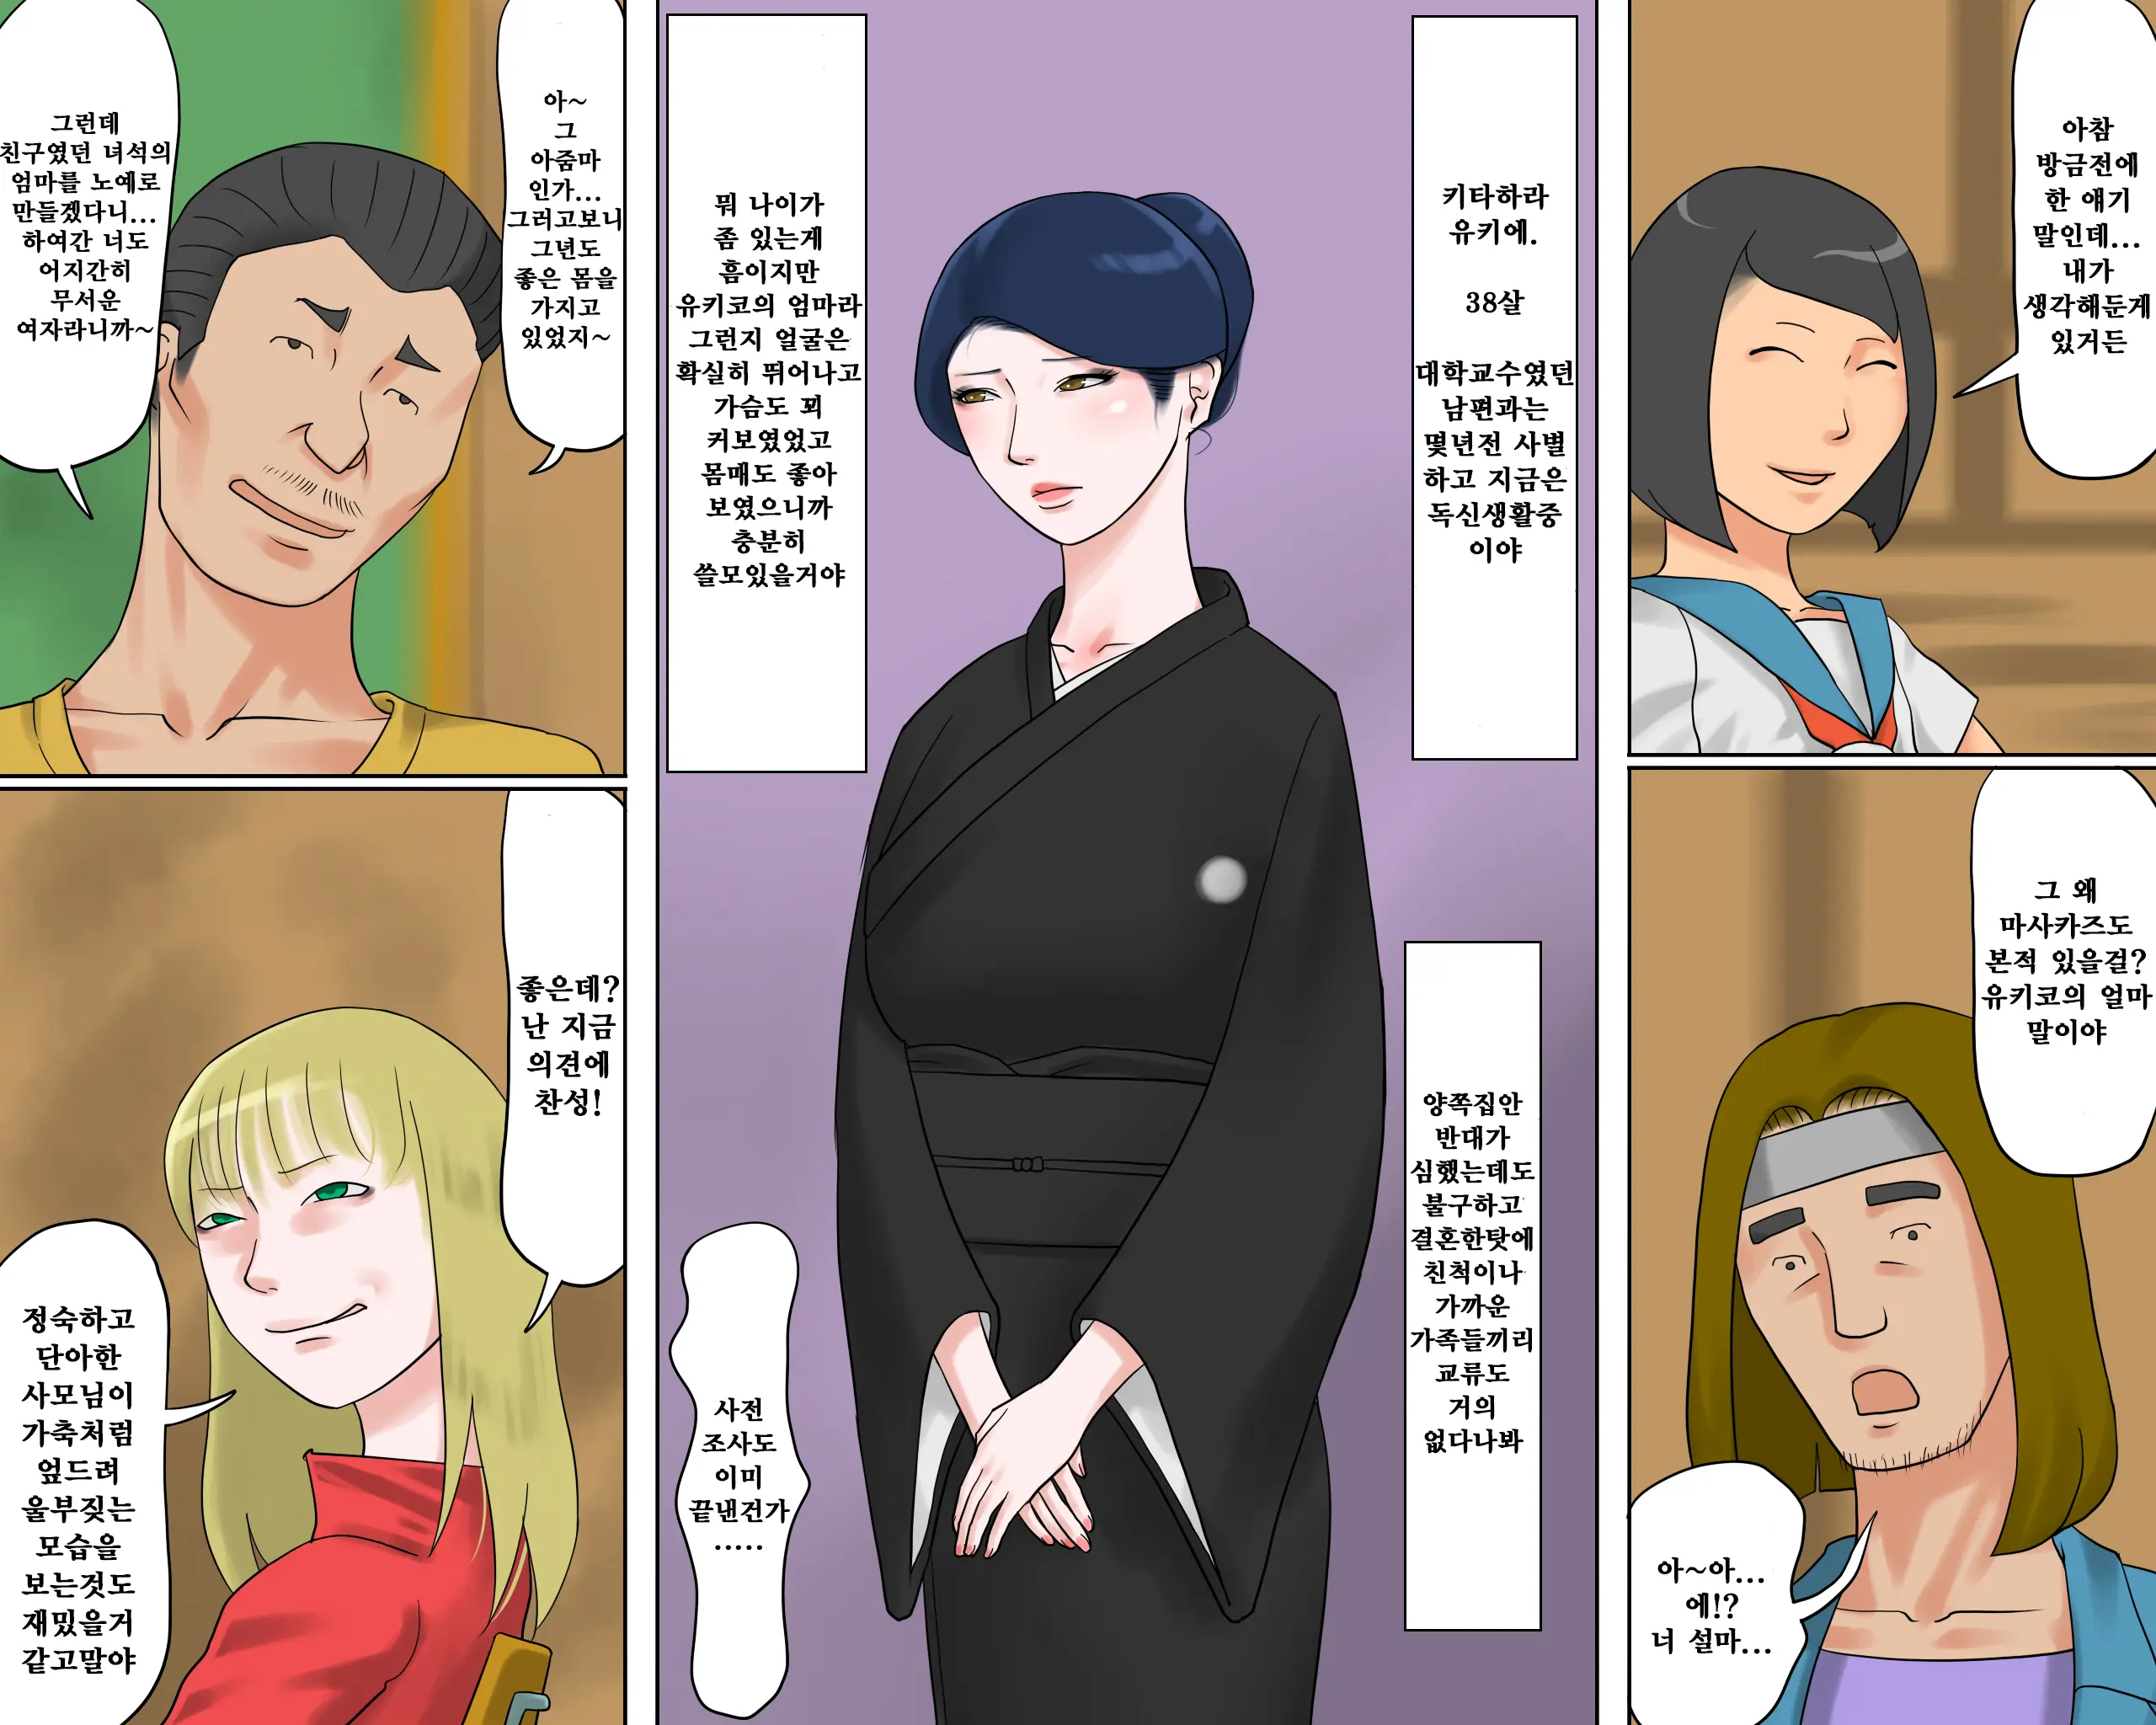 아참
방금전에
한 얘기
말인데...
내가
생각해둔게
있거든
그 왜
마사카즈도
본적 있을걸?
유키코의 얼마
말이야
아~아...
에!?
너 설마...
키타하라
유키에.
38살
대학교수였던
남편과는
몇년전 사별
하고 지금은
독신생활중
이야
양쪽집안
반대가
심했는데도
불구하고
결혼한탓에
친척이나
가까운
가족들끼리
교류도
거의
없다나봐
뭐 나이가
좀 있는게
흠이지만
유키코의 엄마라
그런지 얼굴은
확실히 뛰어나고
가슴도 꾀
커보였었고
몸매도 좋아
보였으니까
충분히
쓸모있을거야
사전
조사도
이미
끝낸건가
.....
아~
그
아줌마
인가...
그러고보니
그년도
좋은 몸을
가지고
있었지~
그런데
친구였던 녀석의
엄마를 노예로
만들겠다니...
하여간 너도
어지간히
무서운
여자라니까~
좋은데?
난 지금
의견에
찬성!
정숙하고
단아한
사모님이
가축처럼
엎드려
울부짖는
모습을
보는것도
재밌을거
같고말야